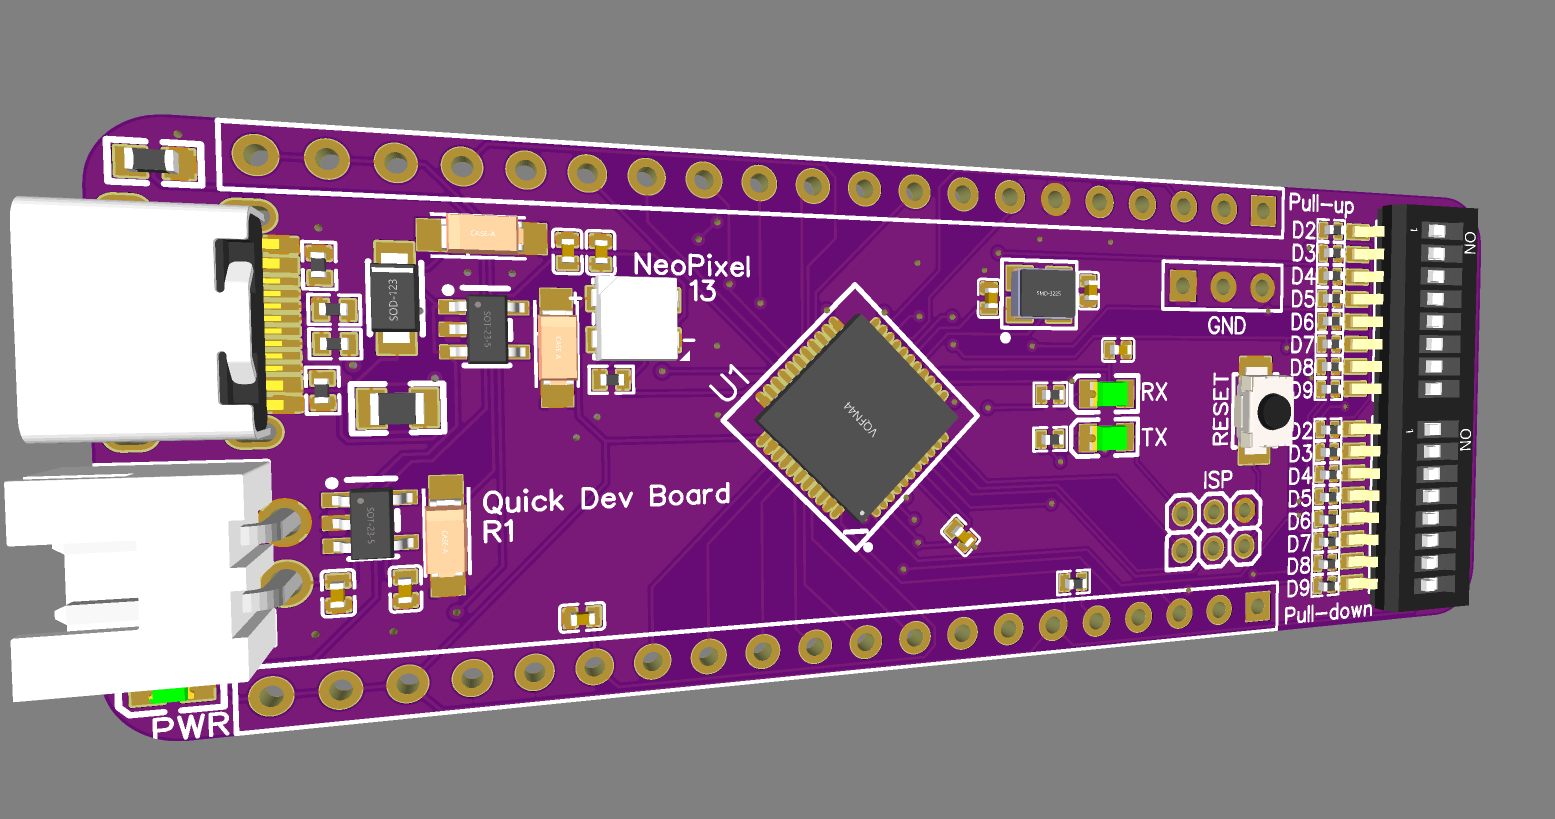 Pull-up
D2
D3
D4
D5
D6
D7
D8
D9
1
ON
CASE-A
SOD-123
SOT-23-5
CASE A
NeoPixel
13
+
-
SMD-3225
GND
U1
VQFN44
RX
TX
RESET
ISP
D2
D3
D4
D5
D6
D7
D8
D9
1
ON
Pull-down
Quick Dev Board
R1
SOT-23-5
CASE A
PWR